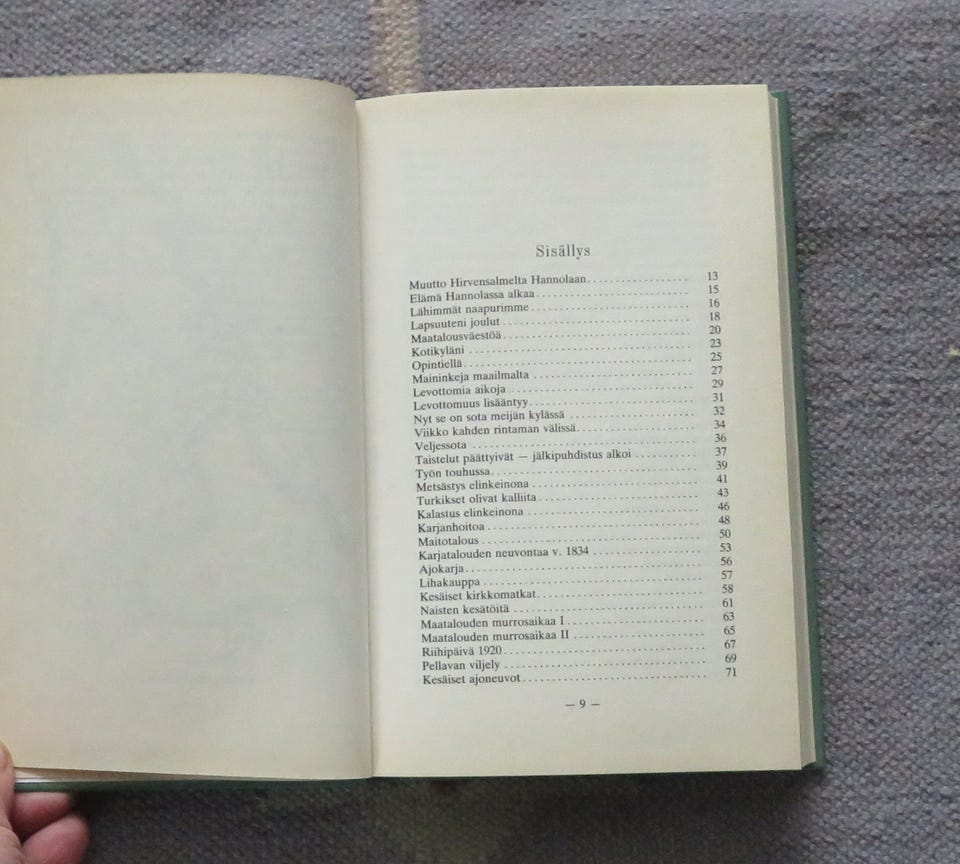 Sisällys
Muutto Hirvensalmelta Hannolaan.................... 13
Elämä Hannolassa alkaa.............................. 15
Lähimmät naapurimme................................ 16
Lapsuuteni joulut.................................... 18
Maatalousväestöä.................................... 20
Kotikyläni .......................................... 23
Opintiellä............................................ 25
Maininkeja maailmalta ............................... 27
Levottomia aikoja ................................... 29
Levottomuus lisääntyy................................ 31
Nyt se on sota meijän kylässä ........................ 32
Viikko kahden rintaman välissä....................... 34
Veljessota ........................................... 36
Taistelut päättyivät — jälkipuhdistus alkoi ............ 37
Työn touhussa....................................... 39
Metsästys elinkeinona ................................ 41
Turkikset olivat kalliita.............................. 43
Kalastus elinkeinona ................................. 46
Karjanhoitoa ........................................ 48
Maitotalous ......................................... 50
Karjatalouden neuvontaa v. 1834 ..................... 53
Ajokarja............................................. 56
Lihakauppa ......................................... 57
Kesäiset kirkkomatkat................................ 58
Naisten kesätöitä .................................... 61
Maatalouden murrosaikaa I ........................... 63
Maatalouden murrosaikaa II .......................... 65
Riihipäivä 1920...................................... 67
Pellavan viljely ...................................... 69
Kesäiset ajoneuvot................................... 71
— 9 —